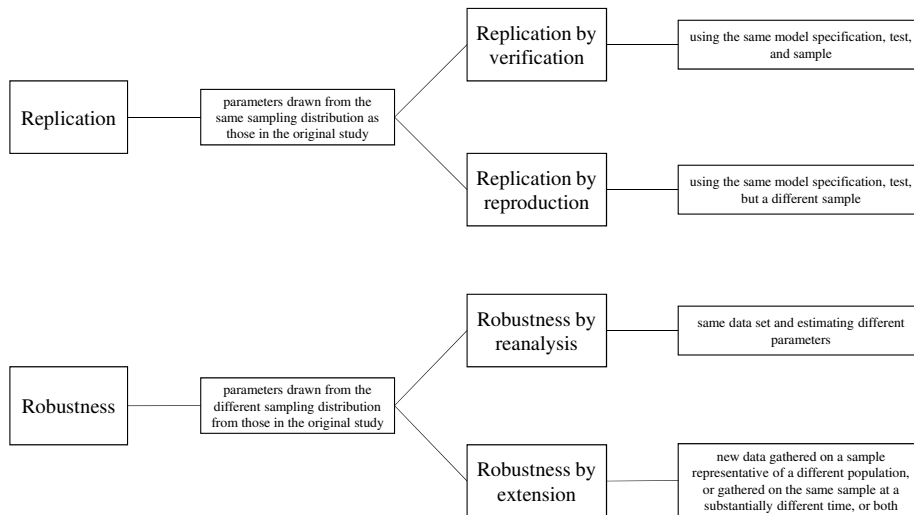 Replication by
verification
using the same model specification, test,
and sample
Replication
parameters drawn from the
same sampling distribution as
those in the original study
Replication by
reproduction
using the same model specification, test,
but a different sample
Robustness by
reanalysis
same data set and estimating different
parameters
Robustness
parameters drawn from the
different sampling distribution
from those in the original study
Robustness by
extension
new data gathered on a sample
representative of a different population,
or gathered on the same sample at a
substantially different time, or both